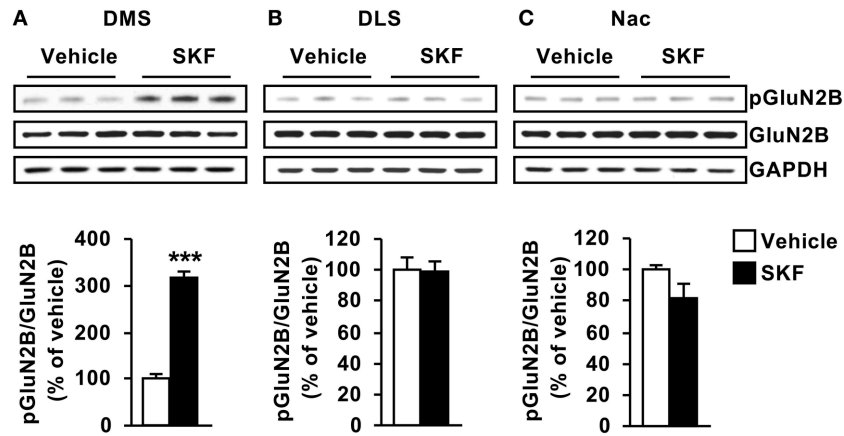 A DMS B DLS C Nac
Vehicle SKF Vehicle SKF Vehicle SKF
pGluN2B
GluN2B
GAPDH
pGluN2B/GluN2B
(% of vehicle)
400
300
200
100
0
***
pGluN2B/GluN2B
(% of vehicle)
120
100
80
60
40
20
0
pGluN2B/GluN2B
(% of vehicle)
120
100
80
60
40
20
0
Vehicle
SKF